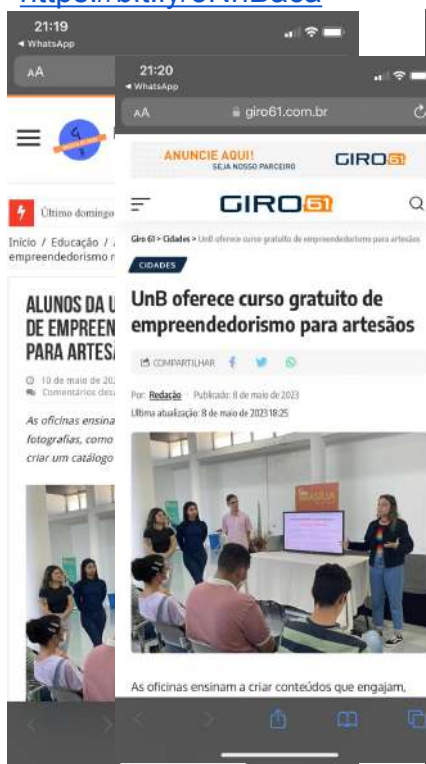 21:19
WhatsApp
AA
Último domingo
Início / Educação /
empreendedorismo
ALUNOS DA U
DE EMPREEN
PARA ARTES
10 de maio de 20
Comentários
As oficinas ensina
fotografias, como
criar um catálogo
21:20
WhatsApp
AA
giro61.com.br
ANUNCIE AQUI!
SEJA NOSSO PARCEIRO
GIRO61
GIRO61
Giro 61 > Cidades > UnB oferece curso gratuito de empreendedorismo para artesãos
CIDADES
UnB oferece curso gratuito de
empreendedorismo para artesãos
COMPARTILHAR
Por: Redação Publicado: 8 de maio de 2023
Ultima atualização: 8 de maio de 2023 18:25
BRASÍLIA
As oficinas ensinam a criar conteúdos que engajam,